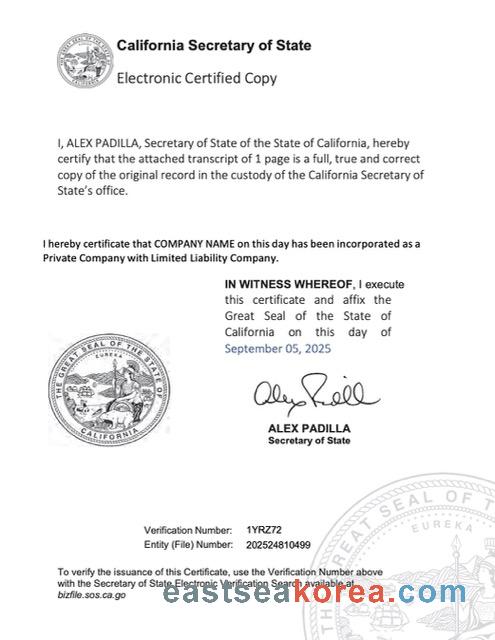 California Secretary of State
Electronic Certified Copy
I, ALEX PADILLA, Secretary of State of the State of California, hereby
certify that the attached transcript of 1 page is a full, true and correct
copy of the original record in the custody of the California Secretary of
State's office.
I hereby certificate that COMPANY NAME on this day has been incorporated as a
Private Company with Limited Liability Company.
IN WITNESS WHEREOF, I execute
this certificate and affix the
Great Seal of the State of
California on this day of
September 05, 2025
THE GREAT SEAL OF THE STATE OF CALIFORNIA
EUREKA
Alex Padilla
ALEX PADILLA
Secretary of State
GREAT SEAL OF
EUREKA
Verification Number: 1YRZ72
Entity (File) Number: 202524810499
To verify the issuance of this Certificate, use the Verification Number above
with the Secretary of State Electronic Verification Search available at
bizfile.sos.ca.go
eastseakorea.com